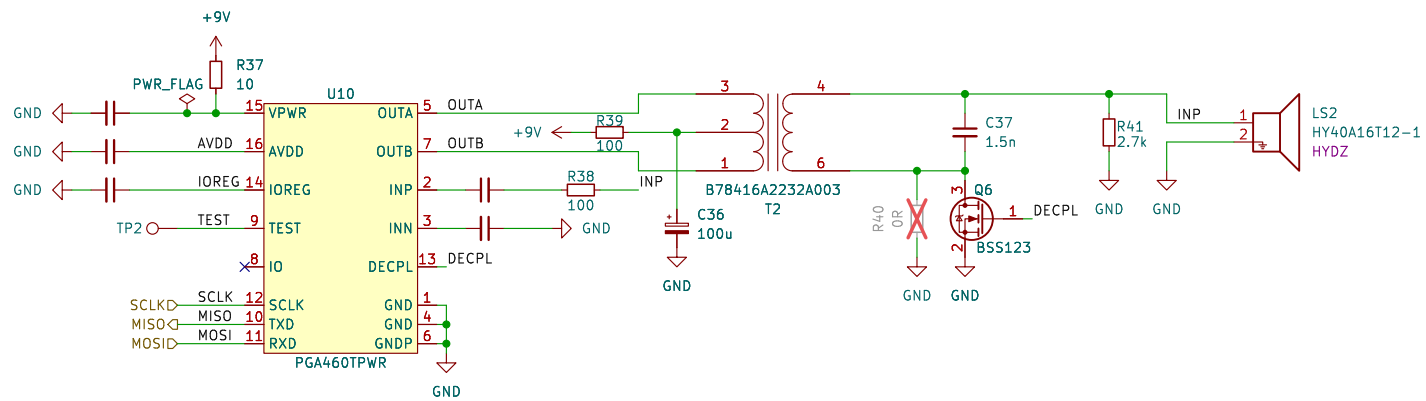 +9V
R37
10
PWR_FLAG
U10
GND
15
VPWR
OUTA
5
OUTA
3
4
AVDD
GND
16
AVDD
OUTB
7
OUTB
+9V
R39
100
2
1
6
C37
1.5n
R41
2.7k
INP
1
2
LS2
HY40A16T12-1
HYDZ
IOREG
GND
14
IOREG
INP
2
R38
100
INP
B78416A2232A003
T2
TEST
TP2
9
TEST
INN
3
GND
C36
100u
+
GND
R40
0R
GND
3
Q6
1
DECPL
2
BSS123
GND
GND
GND
8
IO
DECPL
13
DECPL
SCLK
SCLK
12
SCLK
GND
1
MISO
MISO
10
TXD
GND
4
MOSI
MOSI
11
RXD
GNDP
6
PGA460TPWR
GND